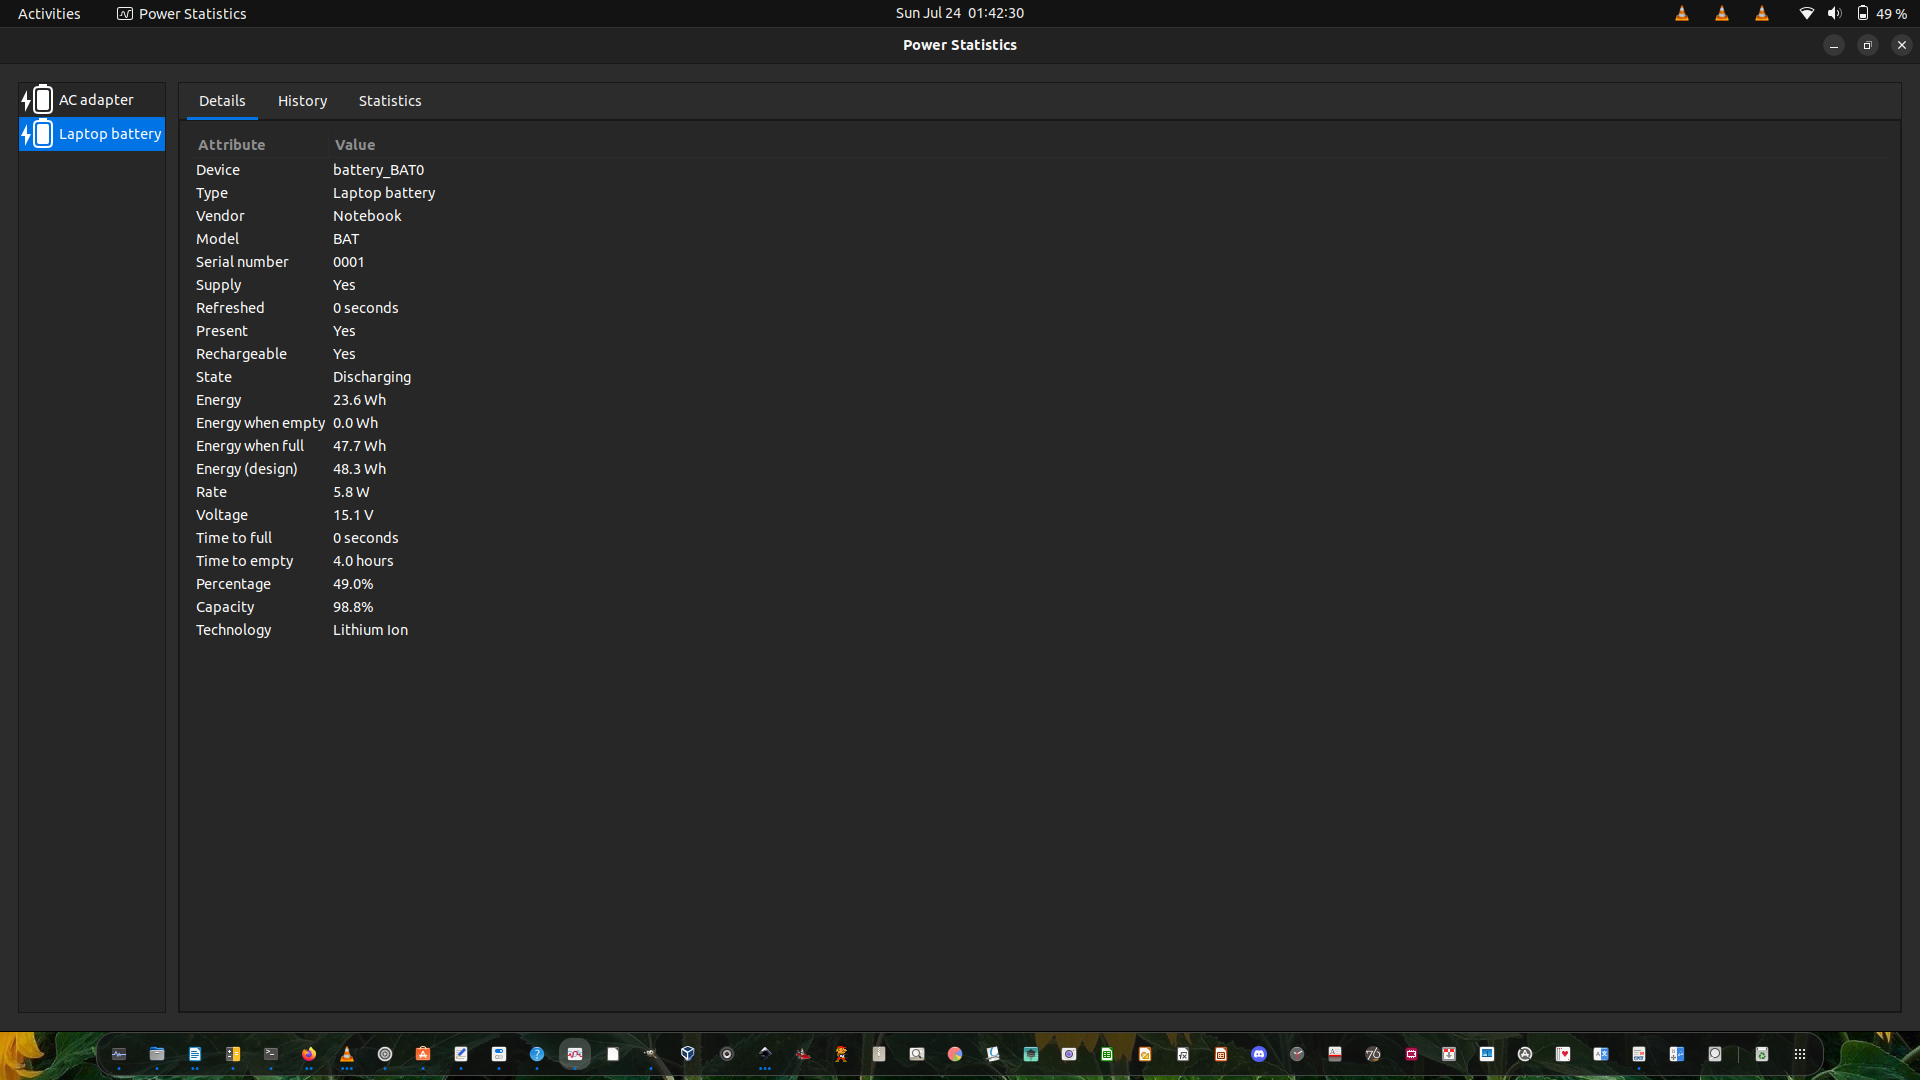 Activities
Power Statistics
Sun Jul 24 01:42:30
49 %
Power Statistics
AC adapter
Laptop battery
Details History Statistics
Attribute Value
Device battery_BAT0
Type Laptop battery
Vendor Notebook
Model BAT
Serial number 0001
Supply Yes
Refreshed 0 seconds
Present Yes
Rechargeable Yes
State Discharging
Energy 23.6 Wh
Energy when empty 0.0 Wh
Energy when full 47.7 Wh
Energy (design) 48.3 Wh
Rate 5.8 W
Voltage 15.1 V
Time to full 0 seconds
Time to empty 4.0 hours
Percentage 49.0%
Capacity 98.8%
Technology Lithium Ion
76